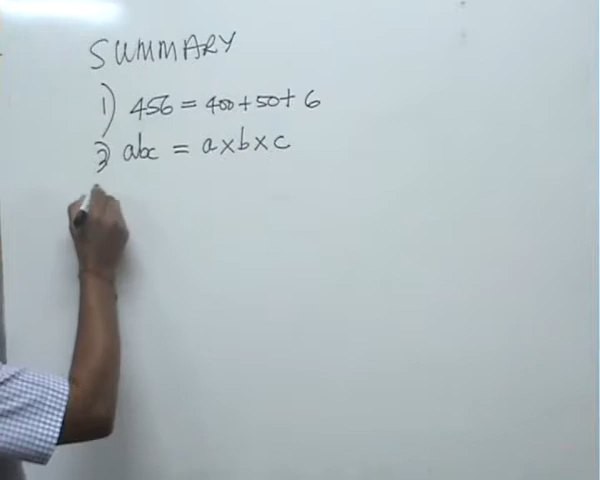 SUMMARY
1) 456 = 400 + 50 + 6
2) abc = a × b × c